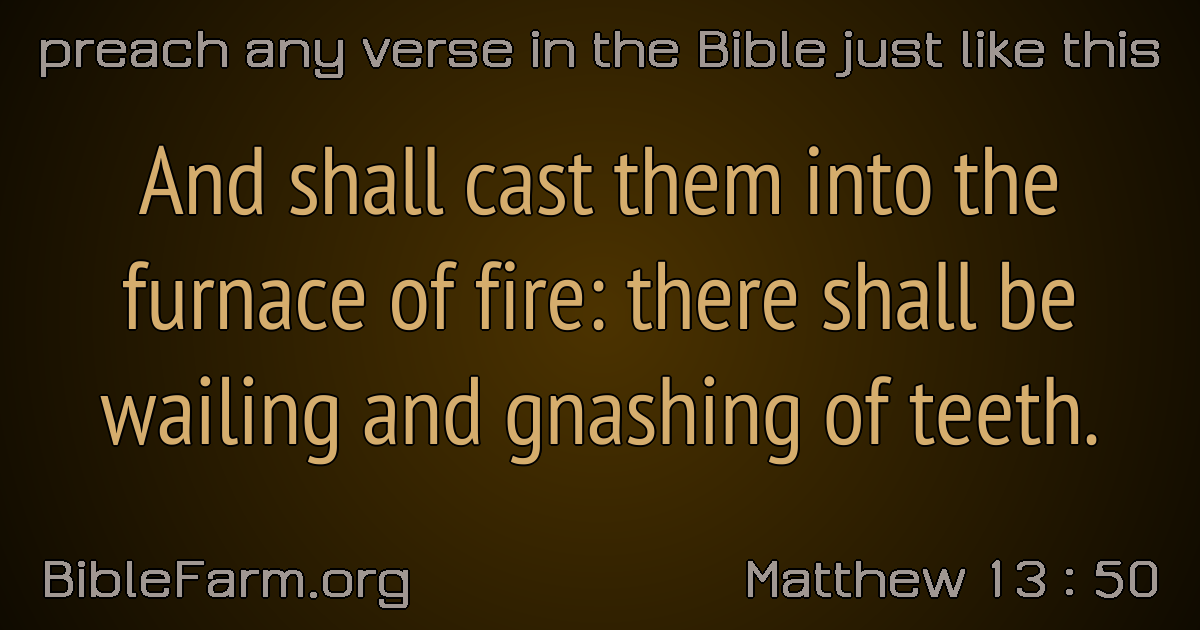 preach any verse in the Bible just like this
And shall cast them into the
furnace of fire: there shall be
wailing and gnashing of teeth.
BibleFarm.org
Matthew 13 : 50